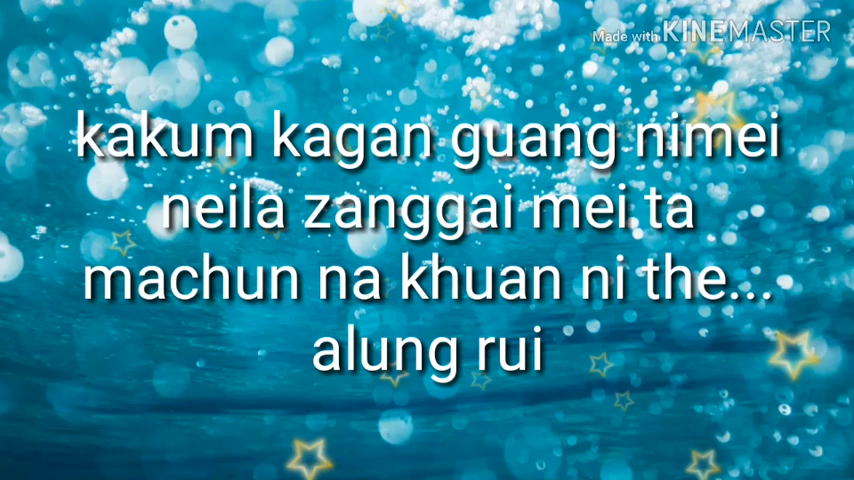 Made with KINEMASTER
kakum kagan guang nimei
neila zanggai mei ta
machun na khuan ni the...
alung rui